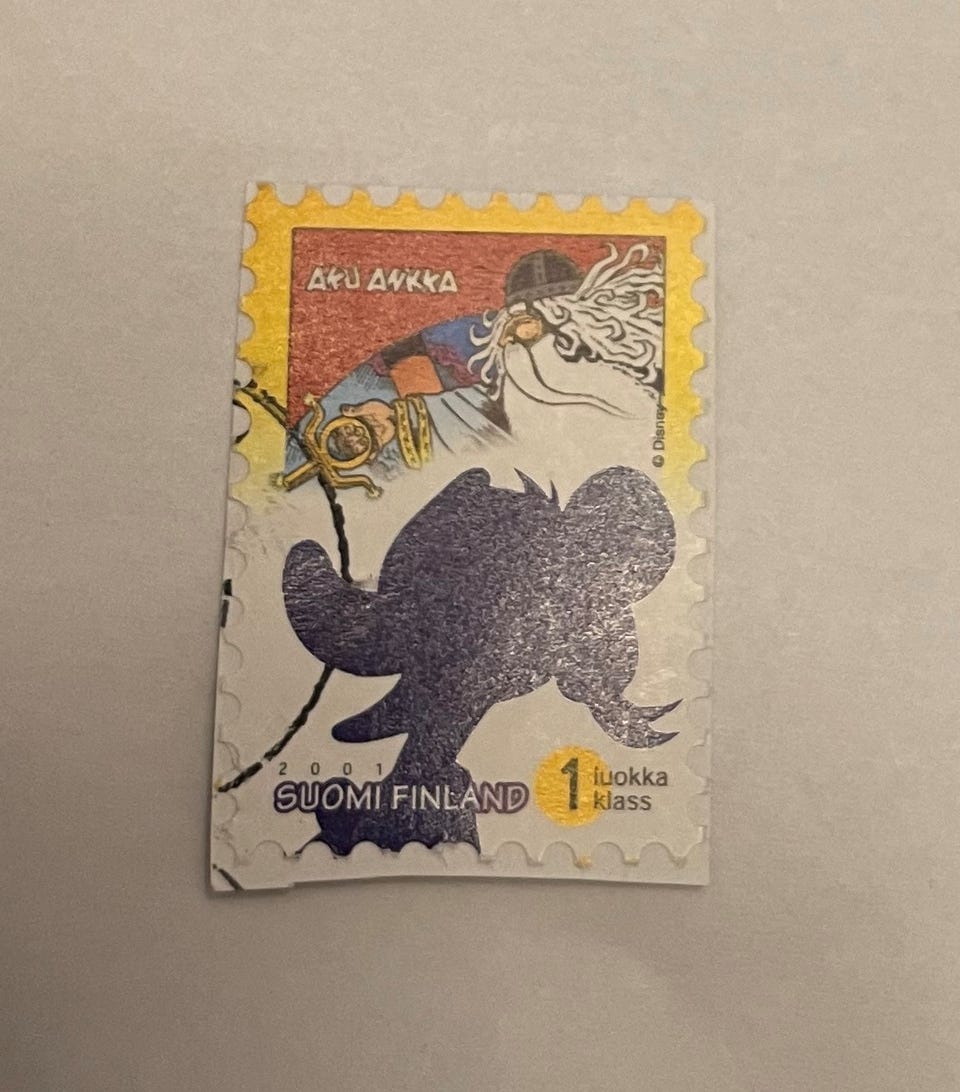 AKU ANKKA
© Disney
2001
SUOMI FINLAND
1 luokka
klass